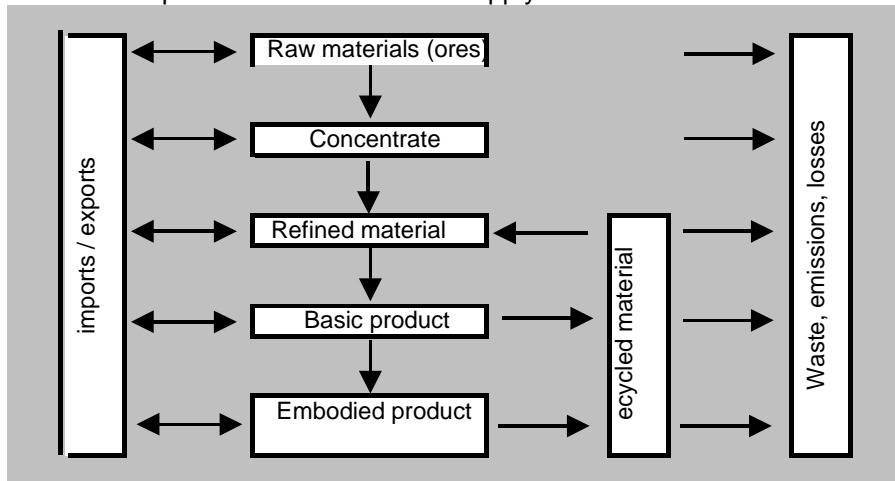 imports / exports
Raw materials (ores)
Concentrate
Refined material
Basic product
Embodied product
ecycled material
Waste, emissions, losses